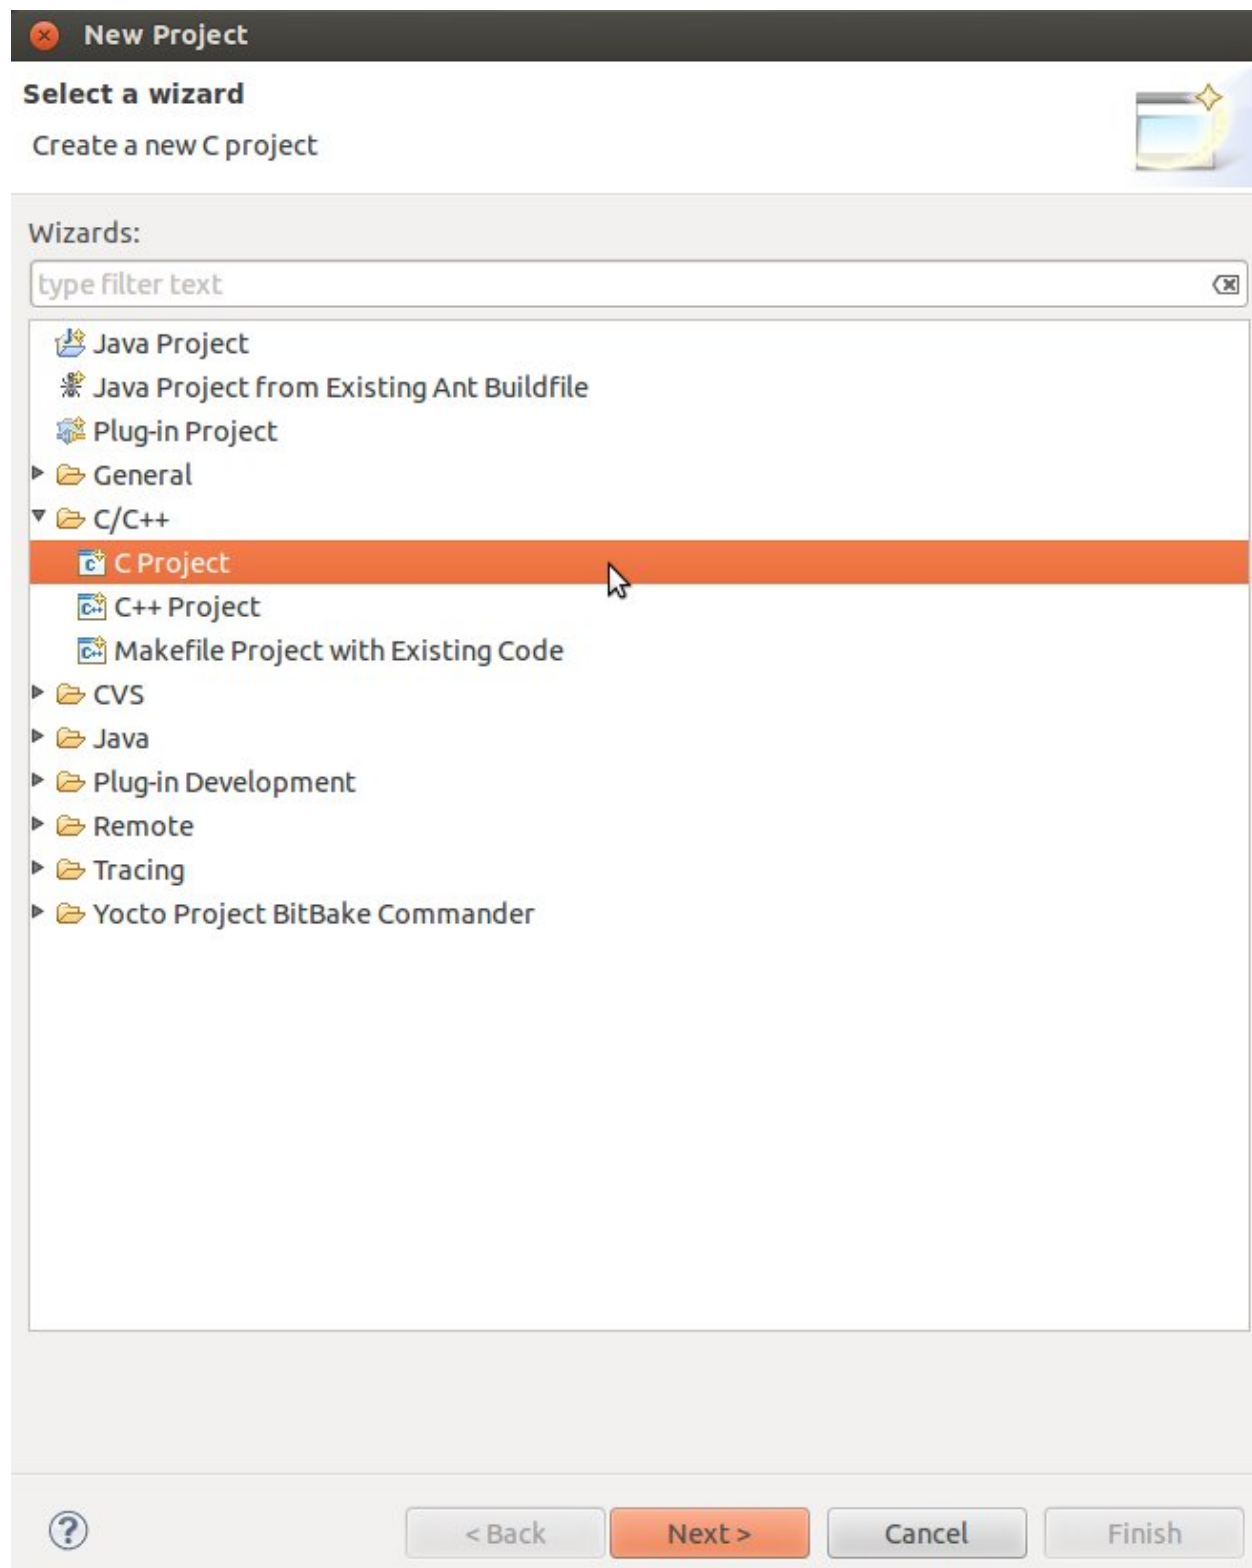 New Project
Select a wizard
Create a new C project
Wizards:
type filter text
Java Project
Java Project from Existing Ant Buildfile
Plug-in Project
General
C/C++
C Project
C++ Project
Makefile Project with Existing Code
CVS
Java
Plug-in Development
Remote
Tracing
Yocto Project BitBake Commander
< Back
Next >
Cancel
Finish